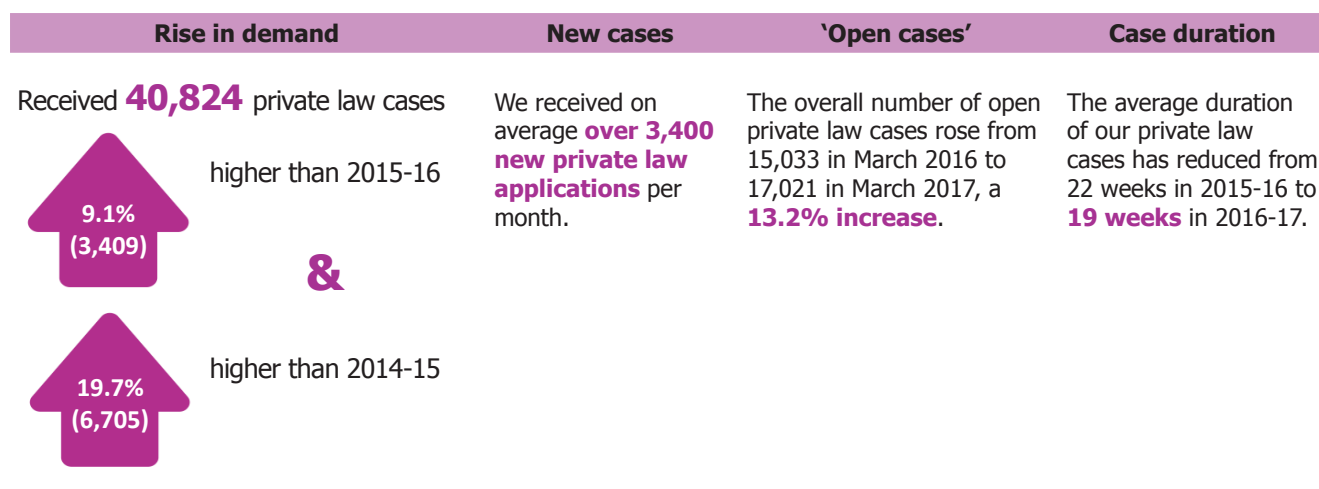 Rise in demand
Received 40,824 private law cases
9.1%
(3,409)
higher than 2015-16
&
19.7%
(6,705)
higher than 2014-15
New cases
We received on
average over 3,400
new private law
applications per
month.
‘Open cases’
The overall number of open
private law cases rose from
15,033 in March 2016 to
17,021 in March 2017, a
13.2% increase.
Case duration
The average duration
of our private law
cases has reduced from
22 weeks in 2015-16 to
19 weeks in 2016-17.